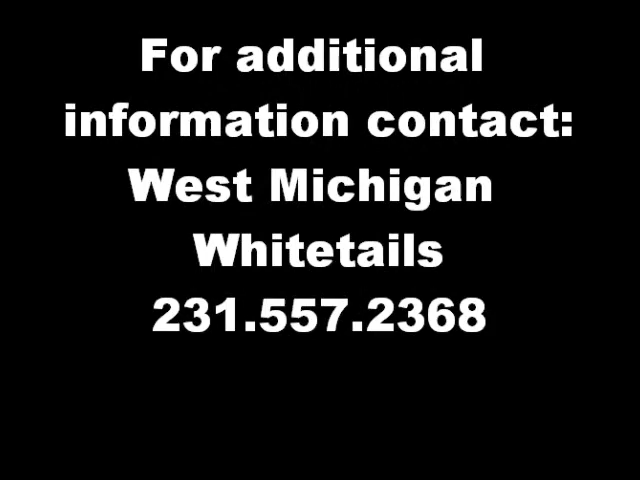 For additional
information contact:
West Michigan
Whitetails
231.557.2368